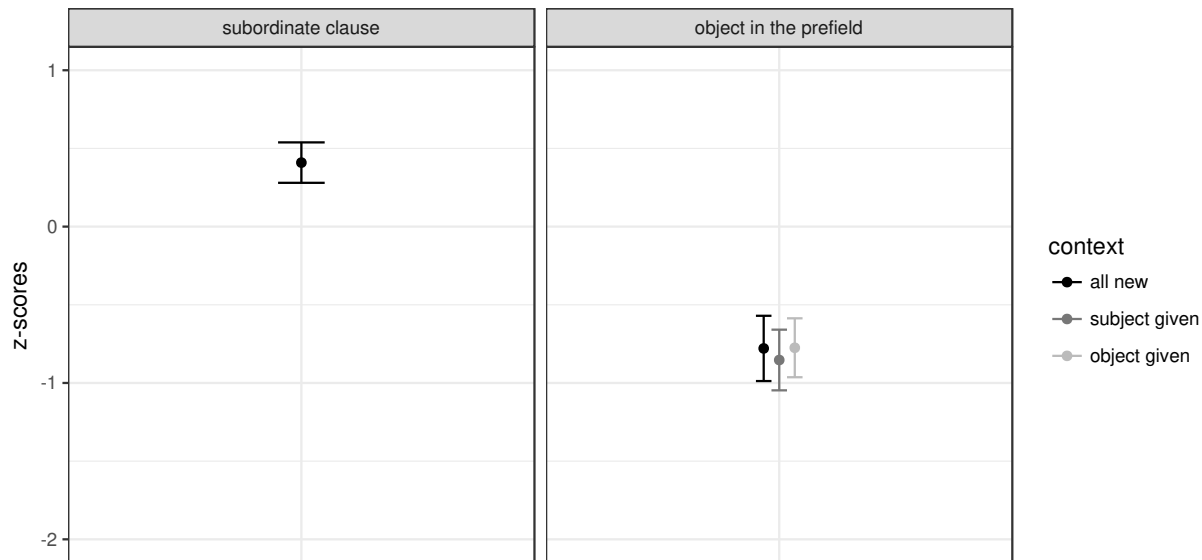 subordinate clause
object in the prefield
1
0
-1
-2
z-scores
context
all new
subject given
object given